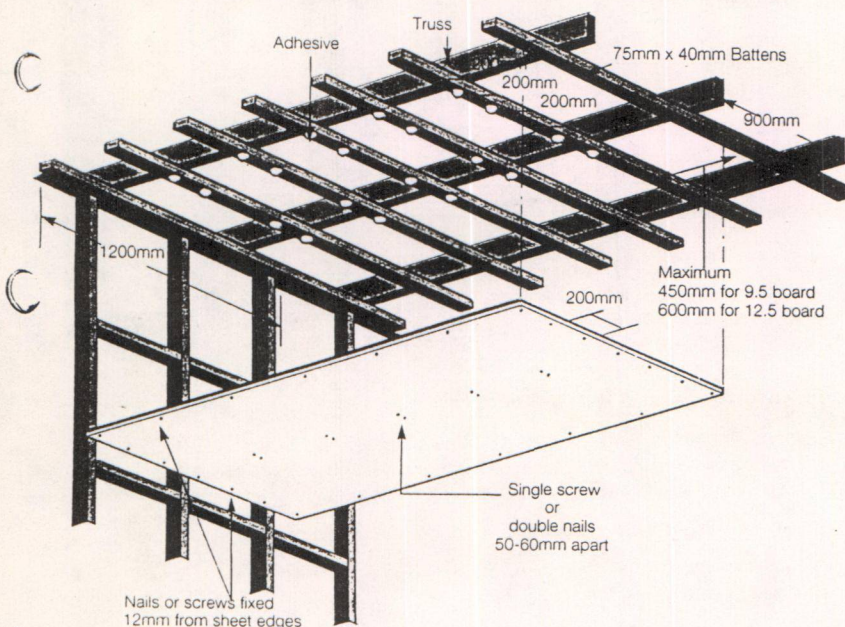 Truss
Adhesive
75mm x 40mm Battens
200mm
200mm
900mm
1200mm
Maximum
450mm for 9.5 board
600mm for 12.5 board
200mm
Single screw
or
double nails
50-60mm apart
Nails or screws fixed
12mm from sheet edges